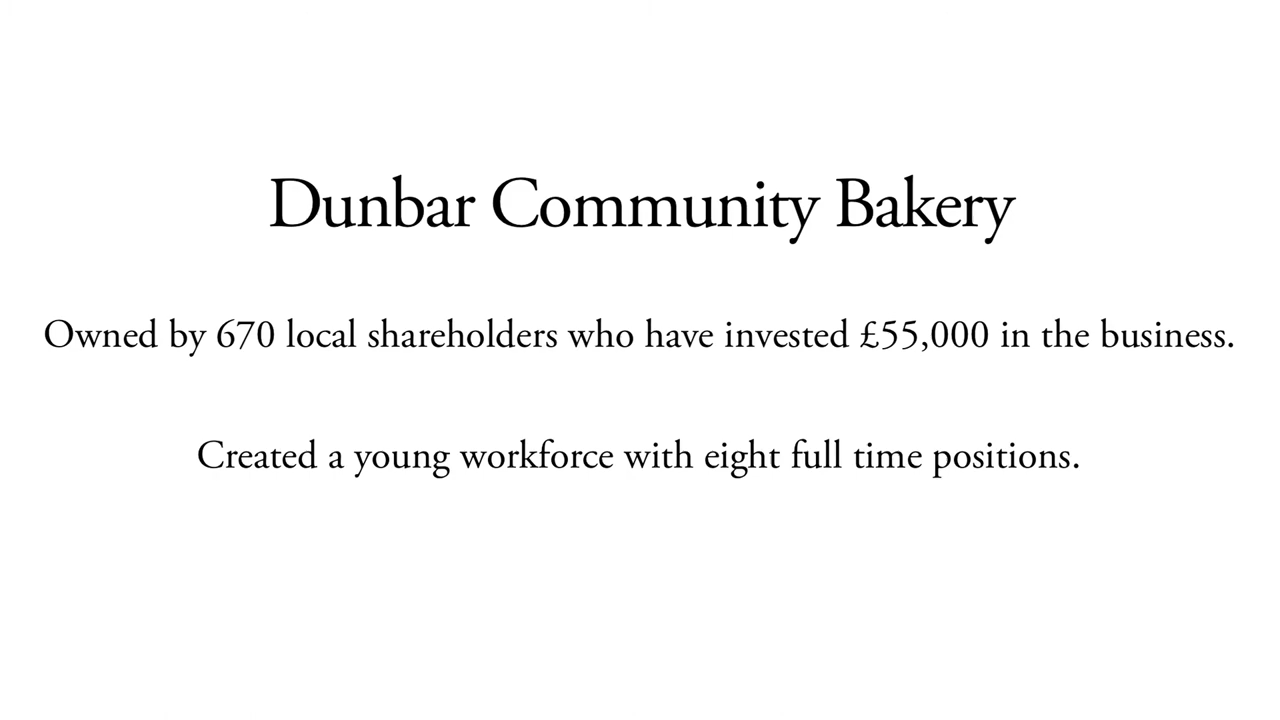 Dunbar Community Bakery
Owned by 670 local shareholders who have invested £55,000 in the business.
Created a young workforce with eight full time positions.